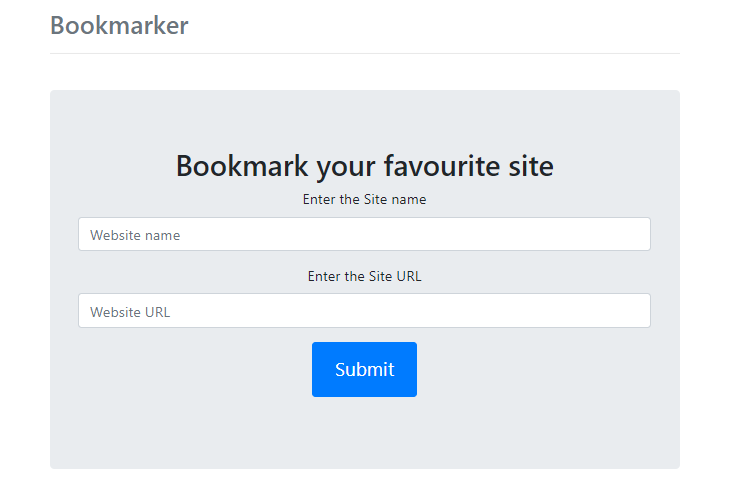 Bookmarker
Bookmark your favourite site
Enter the Site name
Website name
Enter the Site URL
Website URL
Submit